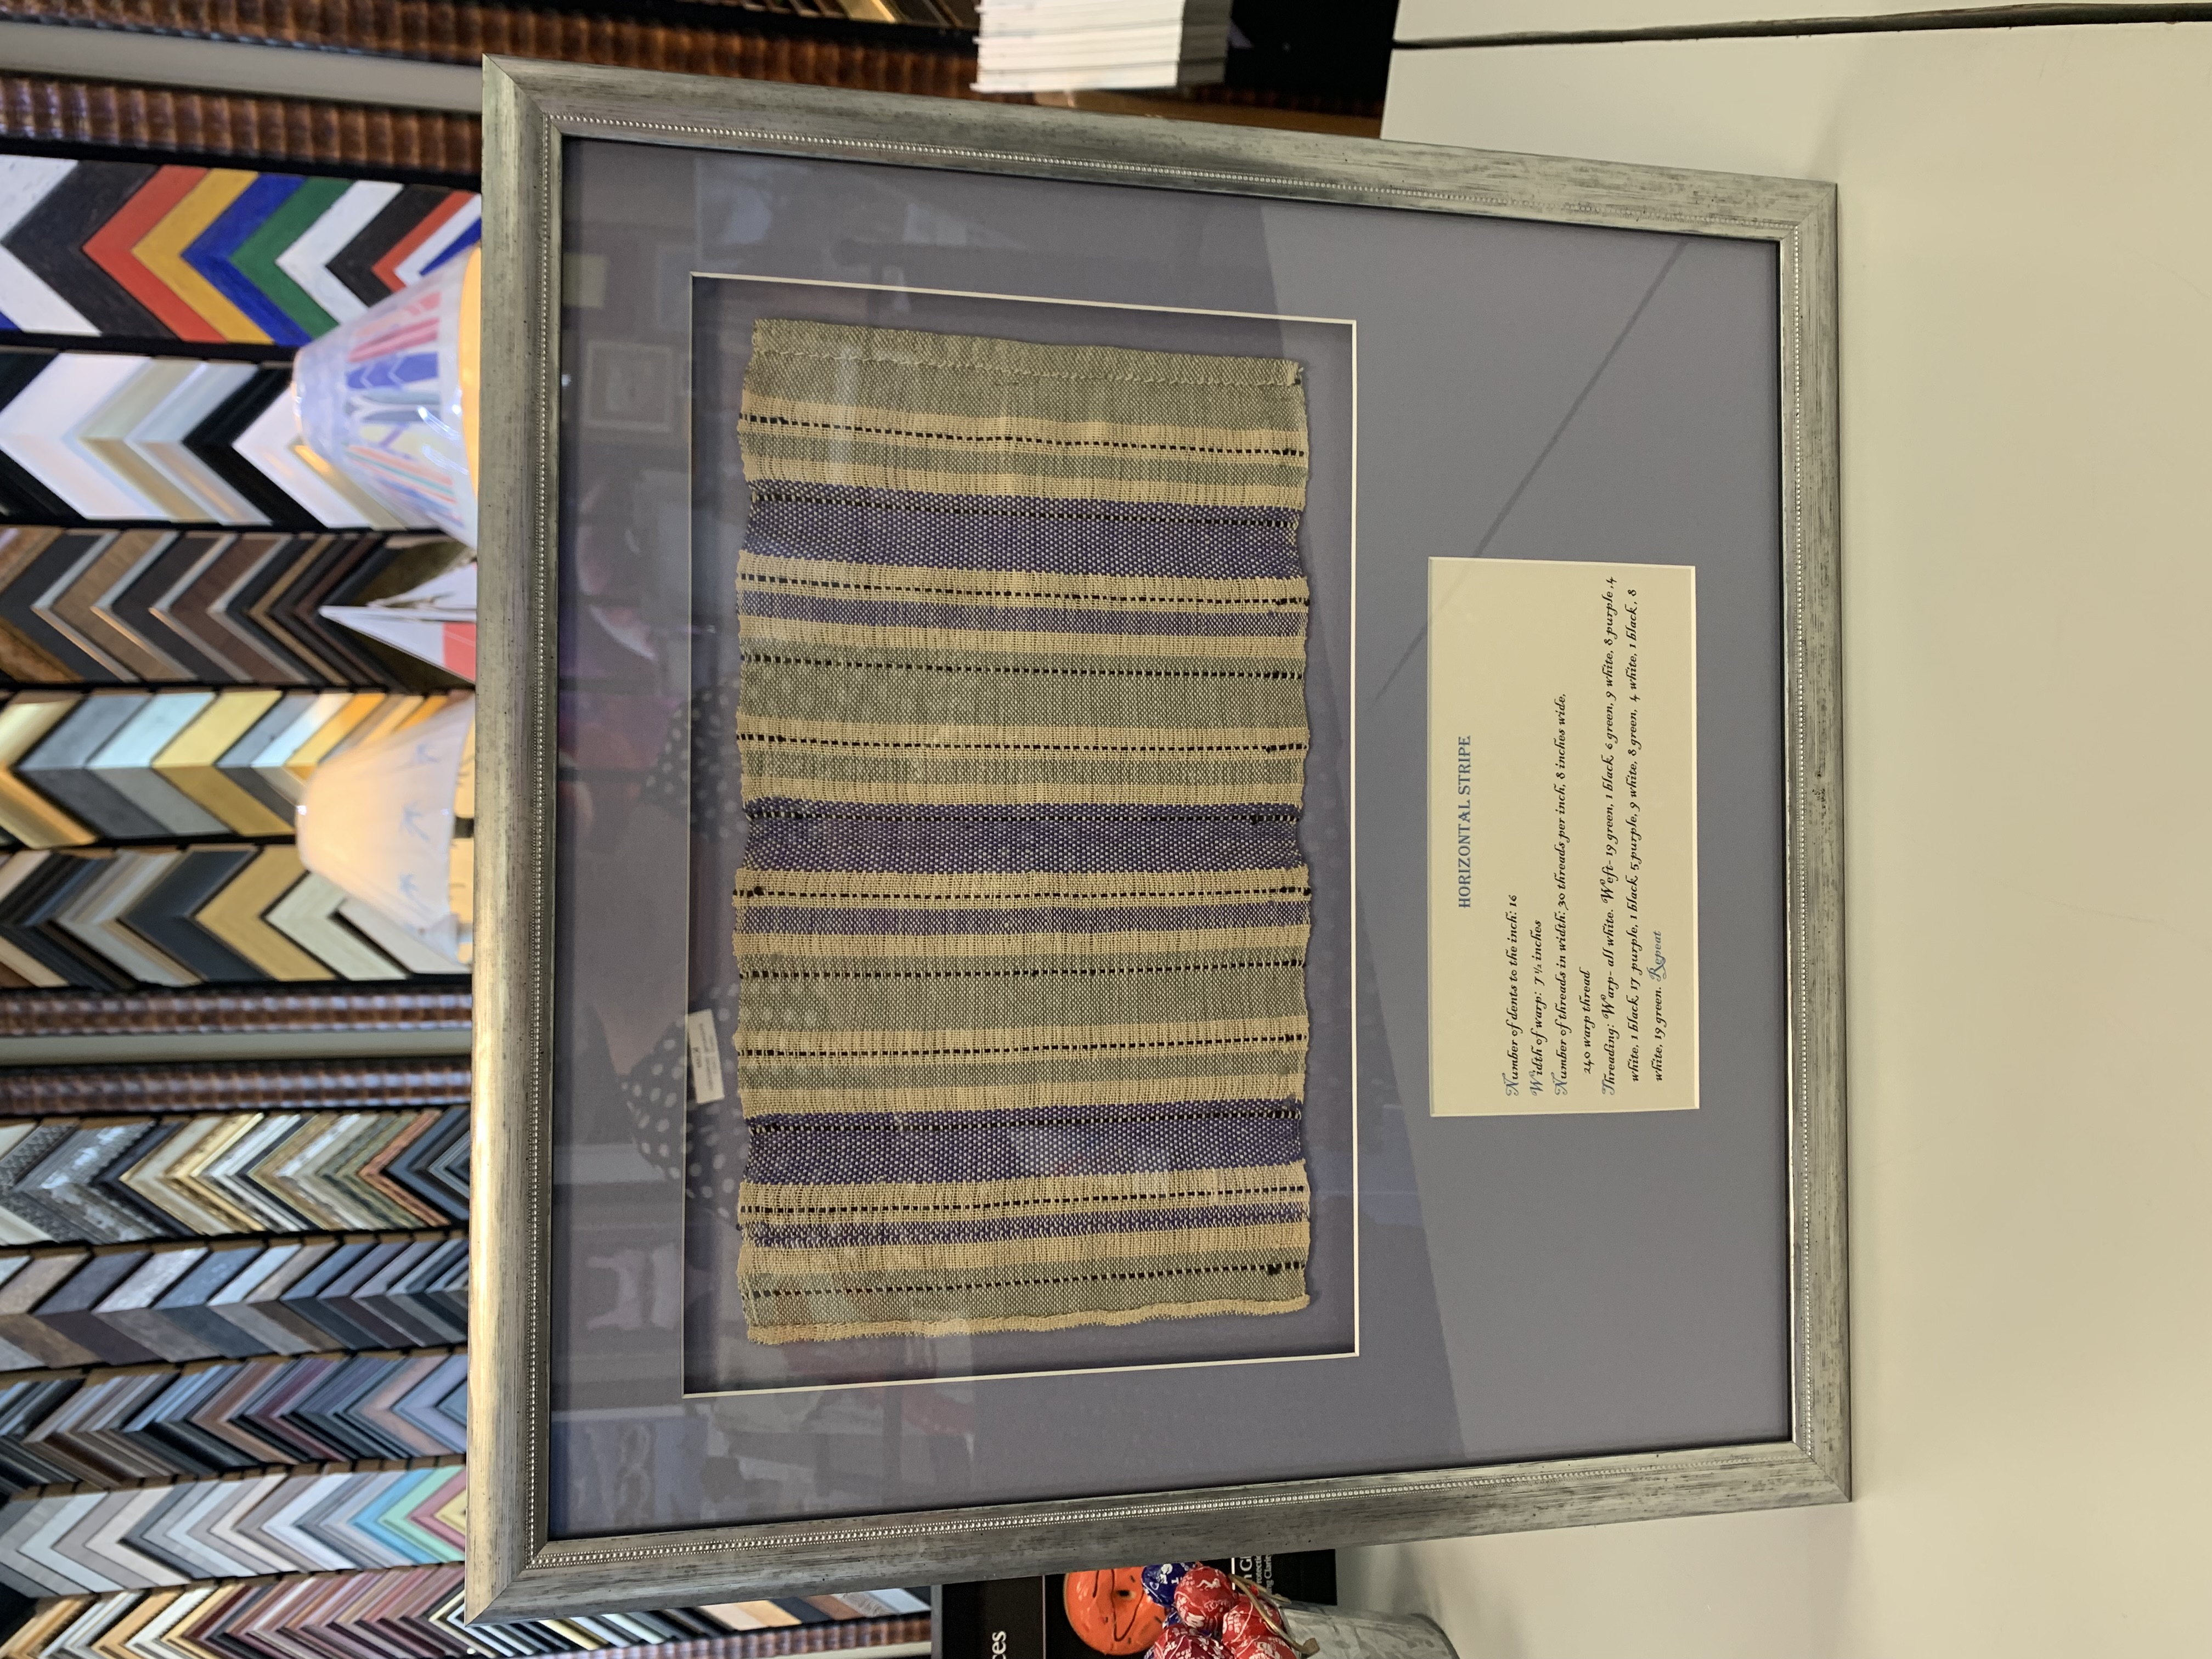 HORIZONTAL STRIPE
Number of dents to the inch: 16
Width of warp: 7 1/2 inches
Number of threads in width: 30 threads per inch, 8 inches wide,
240 warp thread
Threading: Warp- all white. Weft- 19 green, 1 black, 6 green, 9 white, 8 purple, 4
white, 1 black, 17 purple, 1 black, 5 purple, 9 white, 8 green, 4 white, 1 black, 8
white, 19 green. Repeat
ces